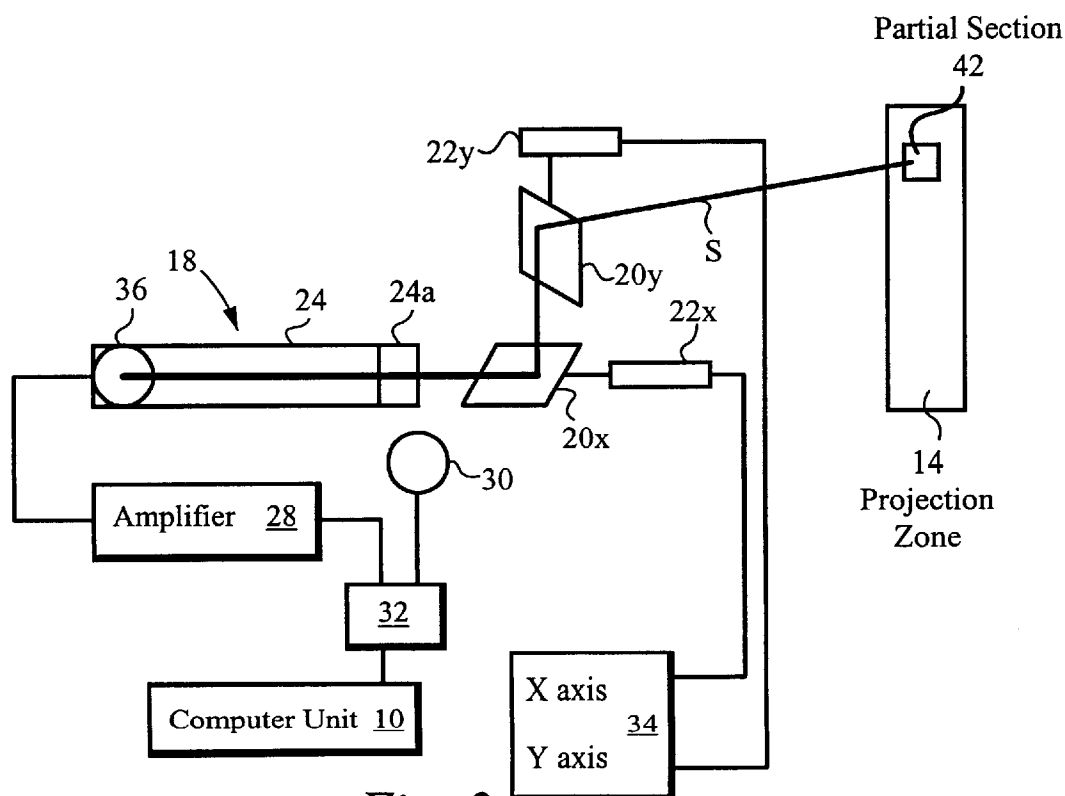 Partial Section
42
22y
S
20y
18
36
24
24a
22x
20x
30
14
Projection
Zone
Amplifier 28
32
Computer Unit 10
X axis
34
Y axis